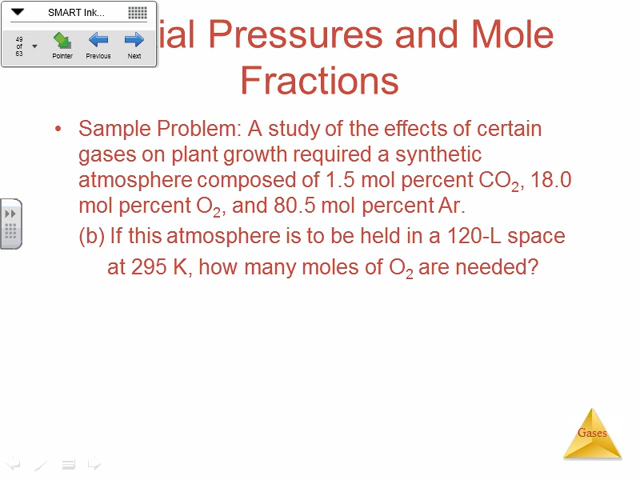 SMART Ink...
49
of
63
Pointer
Previous
Next
ial Pressures and Mole
Fractions
• Sample Problem: A study of the effects of certain
gases on plant growth required a synthetic
atmosphere composed of 1.5 mol percent CO₂, 18.0
mol percent O₂, and 80.5 mol percent Ar.
(b) If this atmosphere is to be held in a 120-L space
at 295 K, how many moles of O₂ are needed?
Gases